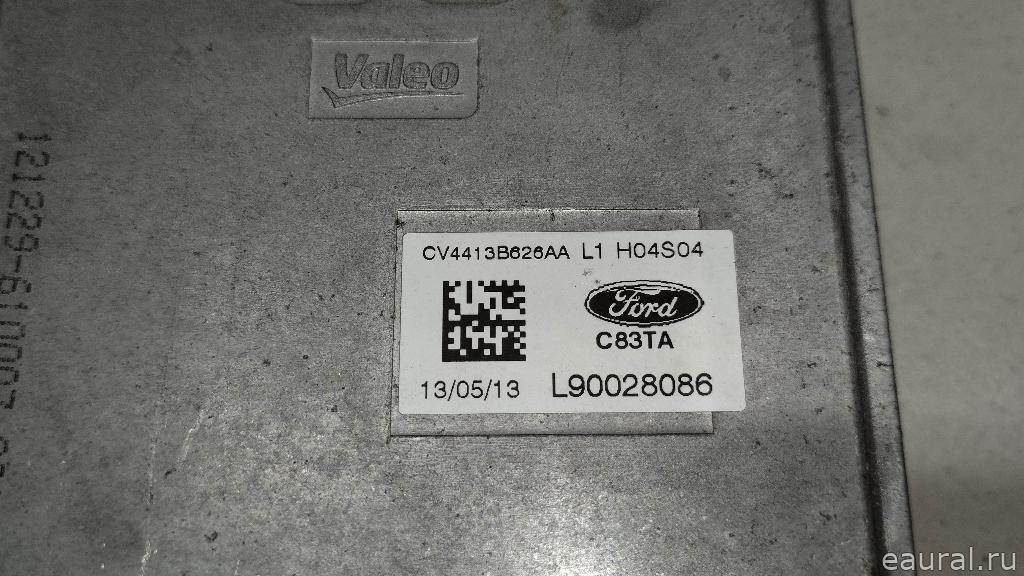 Valeo
CV4413B626AA L1 H04S04
Ford
C83TA
13/05/13 L90028086
eaural.ru